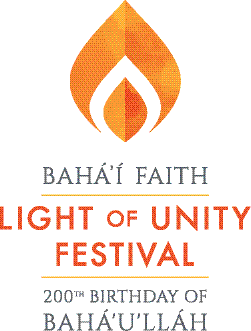 BAHÁ’Í FAITH
LIGHT OF UNITY
FESTIVAL
200TH BIRTHDAY OF
BAHÁ’U’LLÁH